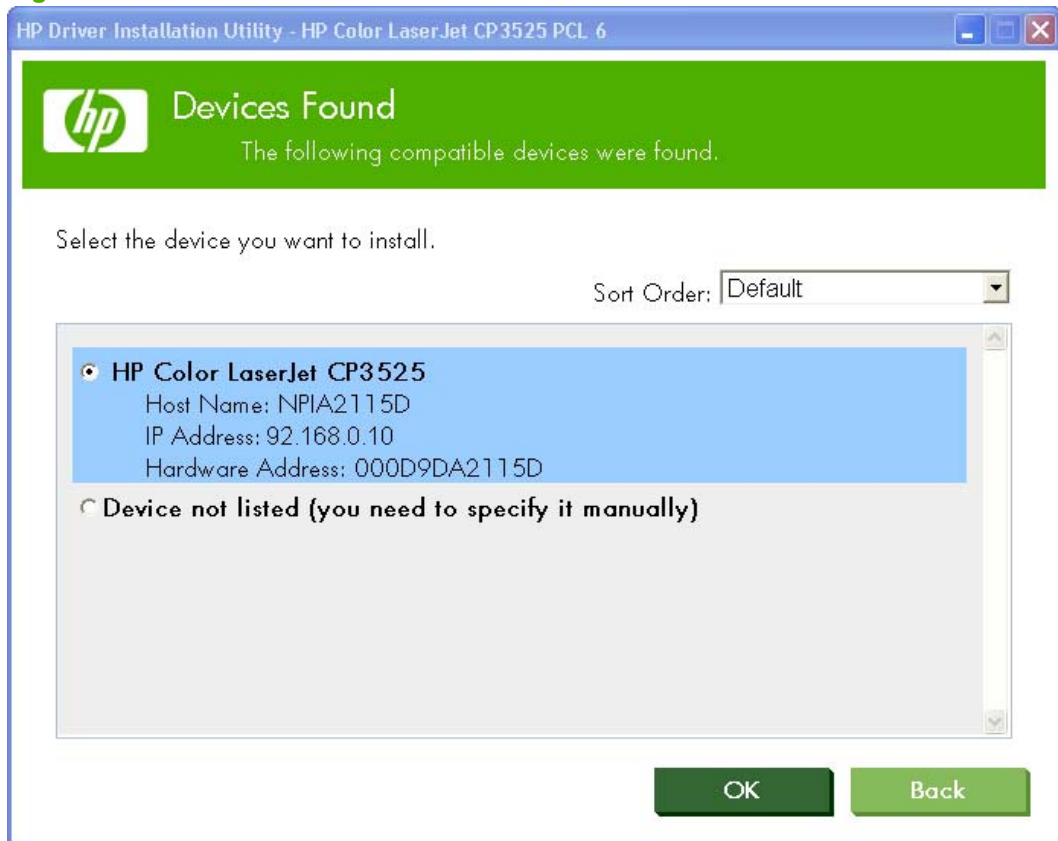 HP Driver Installation Utility - HP Color LaserJet CP3525 PCL 6
hp
Devices Found
The following compatible devices were found.
Select the device you want to install.
Sort Order: Default
HP Color LaserJet CP3525
Host Name: NPIA2115D
IP Address: 92.168.0.10
Hardware Address: 000D9DA2115D
Device not listed (you need to specify it manually)
OK
Back